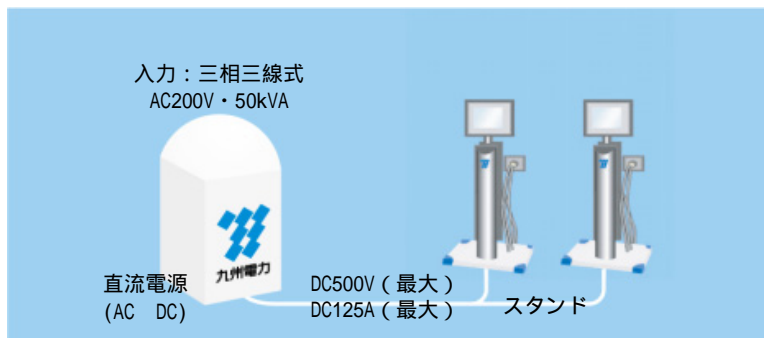 入力：三相三線式
AC200V・50kVA
九州電力
直流電源
(AC　DC)
DC500V（最大）
DC125A（最大）
スタンド